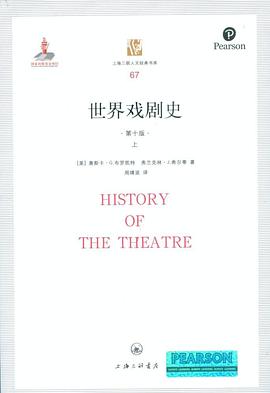 Pearson
上海三联人文经典书库
67
世界戏剧史
·第十版·
上
[美]奥斯卡·G.布罗凯特 弗兰克林·J.希尔蒂 著
周靖波 译
HISTORY
OF
THE THEATRE
上海三联书店
PEARSON